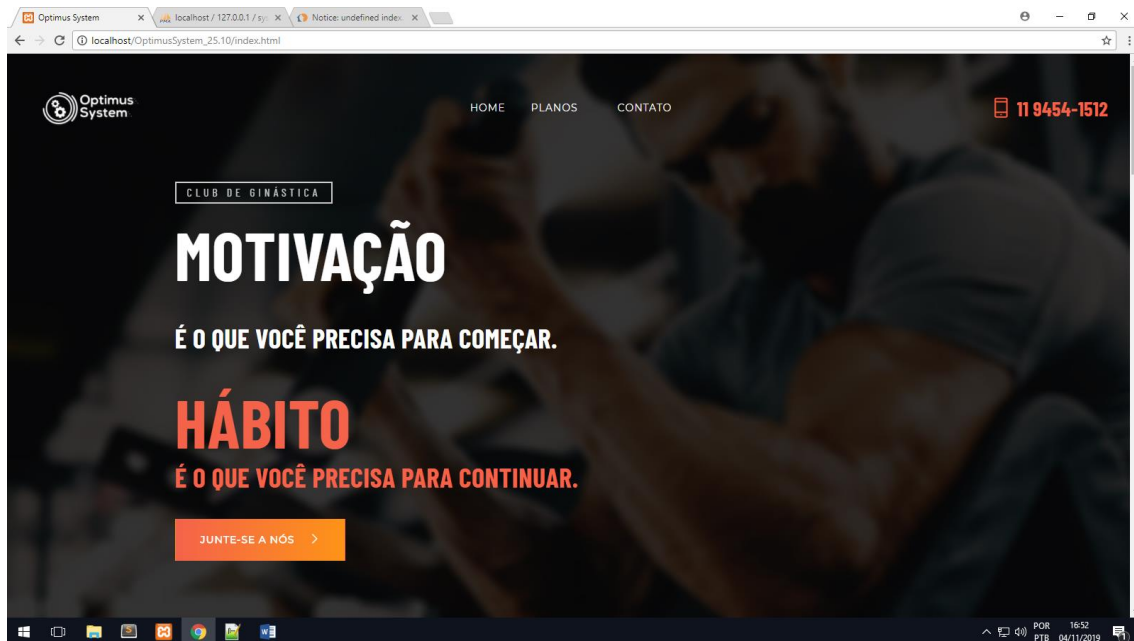 Optimus System
localhost / 127.0.0.1 / sy
Notice: undefined index
localhost/OptimusSystem_25.10/index.html
Optimus
System
HOME PLANOS CONTATO
11 9454-1512
CLUB DE GINÁSTICA
MOTIVAÇÃO
É O QUE VOCÊ PRECISA PARA COMEÇAR.
HÁBITO
É O QUE VOCÊ PRECISA PARA CONTINUAR.
JUNTE-SE A NÓS
POR 16:52
PTB 04/11/2019